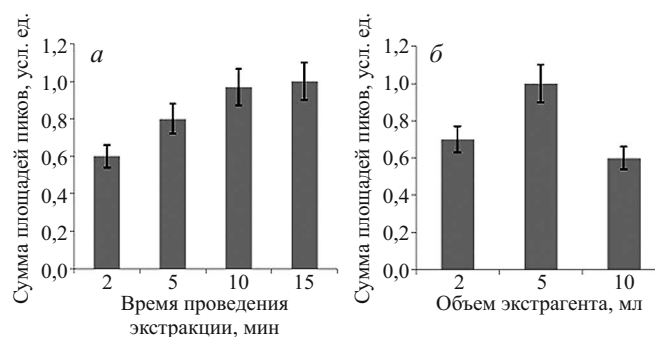 Сумма площадей пиков, усл. ед.
1,2
1,0
0,8
0,6
0,4
0,2
0,0
а
2 5 10 15
Время проведения
экстракции, мин
Сумма площадей пиков, усл. ед.
1,2
1,0
0,8
0,6
0,4
0,2
0,0
б
2 5 10
Объем экстрагента, мл